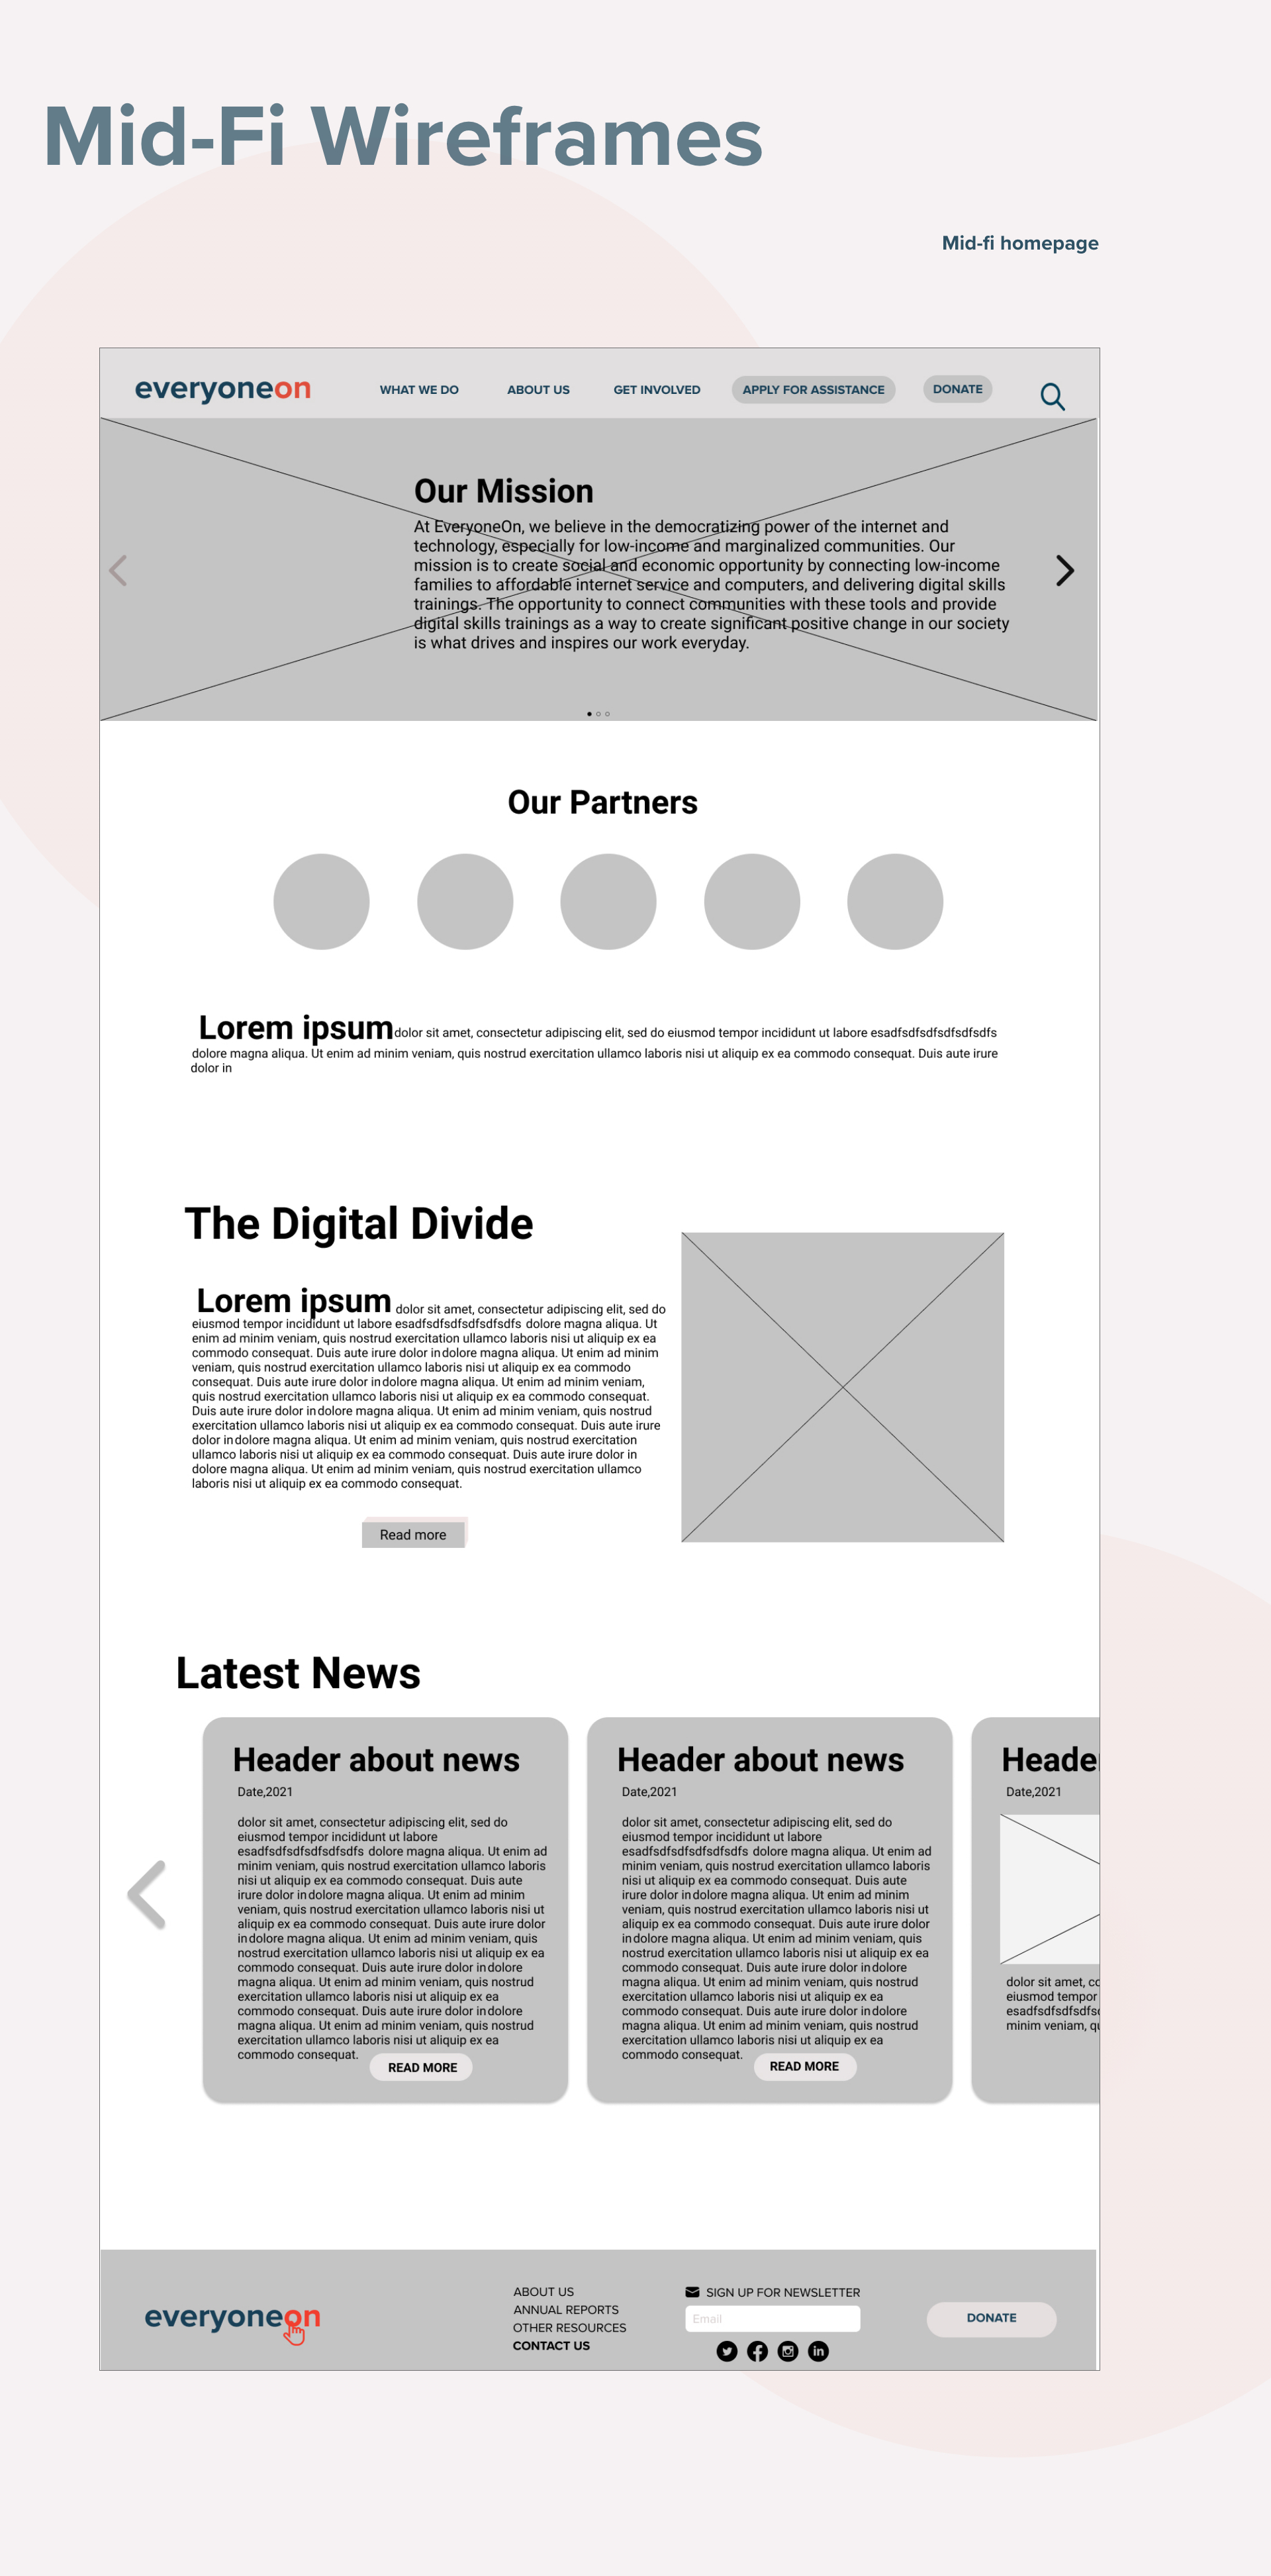 Mid-Fi Wireframes
Mid-fi homepage
everyoneon
WHAT WE DO
ABOUT US
GET INVOLVED
APPLY FOR ASSISTANCE
DONATE
Our Mission
At EveryoneOn, we believe in the democratizing power of the internet and
technology, especially for low-income and marginalized communities. Our
mission is to create social and economic opportunity by connecting low-income
families to affordable internet service and computers, and delivering digital skills
trainings. The opportunity to connect communities with these tools and provide
digital skills trainings as a way to create significant positive change in our society
is what drives and inspires our work everyday.
Our Partners
Lorem ipsum dolor sit amet, consectetur adipiscing elit, sed do eiusmod tempor incididunt ut labore esadfsdfsdfsdfsdfsdfs
dolore magna aliqua. Ut enim ad minim veniam, quis nostrud exercitation ullamco laboris nisi ut aliquip ex ea commodo consequat. Duis aute irure
dolor in
The Digital Divide
Lorem ipsum dolor sit amet, consectetur adipiscing elit, sed do
eiusmod tempor incididunt ut labore esadfsdfsdfsdfsdfsdfs dolore magna aliqua. Ut
enim ad minim veniam, quis nostrud exercitation ullamco laboris nisi ut aliquip ex ea
commodo consequat. Duis aute irure dolor in dolore magna aliqua. Ut enim ad minim
veniam, quis nostrud exercitation ullamco laboris nisi ut aliquip ex ea commodo
consequat. Duis aute irure dolor in dolore magna aliqua. Ut enim ad minim veniam,
quis nostrud exercitation ullamco laboris nisi ut aliquip ex ea commodo consequat.
Duis aute irure dolor in dolore magna aliqua. Ut enim ad minim veniam, quis nostrud
exercitation ullamco laboris nisi ut aliquip ex ea commodo consequat. Duis aute irure
dolor in dolore magna aliqua. Ut enim ad minim veniam, quis nostrud exercitation
ullamco laboris nisi ut aliquip ex ea commodo consequat. Duis aute irure dolor in
dolore magna aliqua. Ut enim ad minim veniam, quis nostrud exercitation ullamco
laboris nisi ut aliquip ex ea commodo consequat.
Read more
Latest News
Header about news
Date,2021
dolor sit amet, consectetur adipiscing elit, sed do
eiusmod tempor incididunt ut labore
esadfsdfsdfsdfsdfsdfs dolore magna aliqua. Ut enim ad
minim veniam, quis nostrud exercitation ullamco laboris
nisi ut aliquip ex ea commodo consequat. Duis aute
irure dolor in dolore magna aliqua. Ut enim ad minim
veniam, quis nostrud exercitation ullamco laboris nisi ut
aliquip ex ea commodo consequat. Duis aute irure dolor
in dolore magna aliqua. Ut enim ad minim veniam, quis
nostrud exercitation ullamco laboris nisi ut aliquip ex ea
commodo consequat. Duis aute irure dolor in dolore
magna aliqua. Ut enim ad minim veniam, quis nostrud
exercitation ullamco laboris nisi ut aliquip ex ea
commodo consequat. Duis aute irure dolor in dolore
magna aliqua. Ut enim ad minim veniam, quis nostrud
exercitation ullamco laboris nisi ut aliquip ex ea
commodo consequat.
READ MORE
Header about news
Date,2021
dolor sit amet, consectetur adipiscing elit, sed do
eiusmod tempor incididunt ut labore
esadfsdfsdfsdfsdfsdfs dolore magna aliqua. Ut enim ad
minim veniam, quis nostrud exercitation ullamco laboris
nisi ut aliquip ex ea commodo consequat. Duis aute
irure dolor in dolore magna aliqua. Ut enim ad minim
veniam, quis nostrud exercitation ullamco laboris nisi ut
aliquip ex ea commodo consequat. Duis aute irure dolor
in dolore magna aliqua. Ut enim ad minim veniam, quis
nostrud exercitation ullamco laboris nisi ut aliquip ex ea
commodo consequat. Duis aute irure dolor in dolore
magna aliqua. Ut enim ad minim veniam, quis nostrud
exercitation ullamco laboris nisi ut aliquip ex ea
commodo consequat. Duis aute irure dolor in dolore
magna aliqua. Ut enim ad minim veniam, quis nostrud
exercitation ullamco laboris nisi ut aliquip ex ea
commodo consequat.
READ MORE
Header
Date,2021
dolor sit amet, co
eiusmod tempor
esadfsdfsdfsdfsd
minim veniam, qu
everyoneon
ABOUT US
ANNUAL REPORTS
OTHER RESOURCES
CONTACT US
SIGN UP FOR NEWSLETTER
Email
DONATE